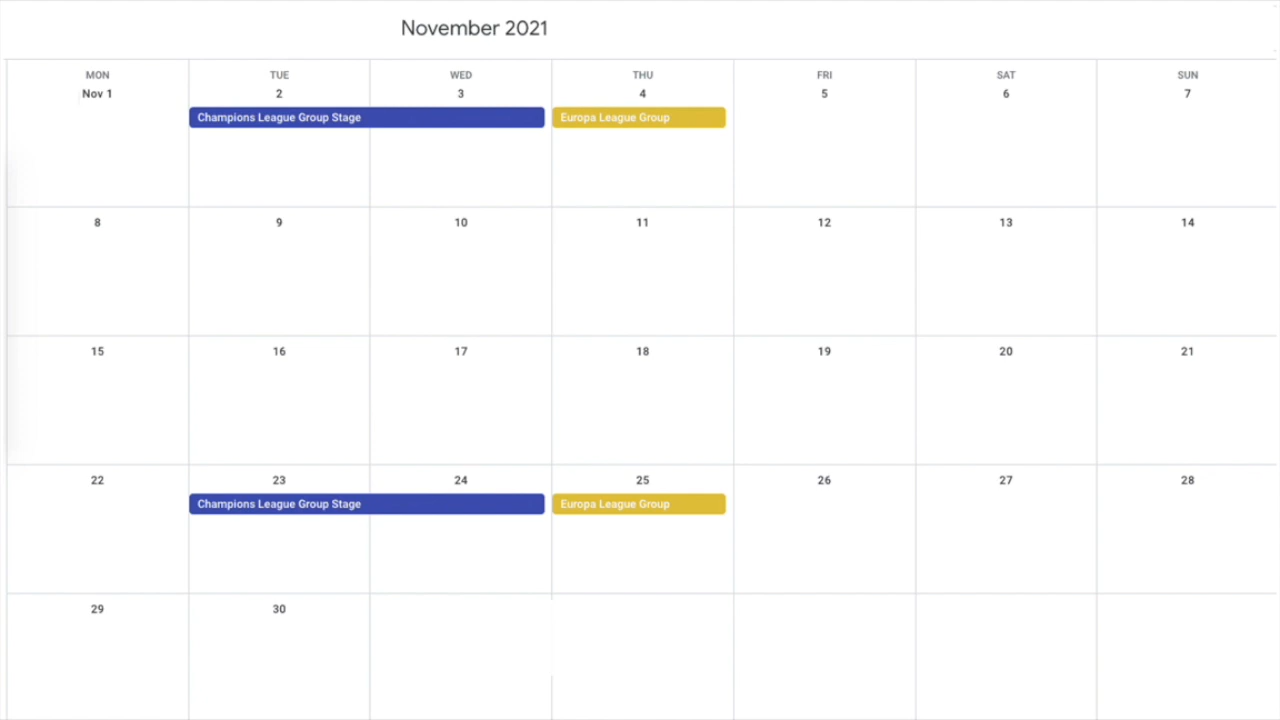 November 2021
MON TUE WED THU FRI SAT SUN
Nov 1 2 3 4 5 6 7
Champions League Group Stage Europa League Group
8 9 10 11 12 13 14
15 16 17 18 19 20 21
22 23 24 25 26 27 28
Champions League Group Stage Europa League Group
29 30